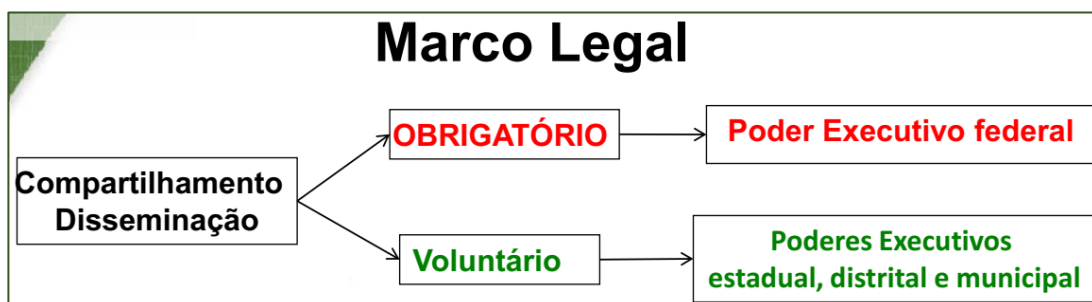 Marco Legal
OBRIGATÓRIO
Poder Executivo federal
Compartilhamento
Disseminação
Voluntário
Poderes Executivos
estadual, distrital e municipal